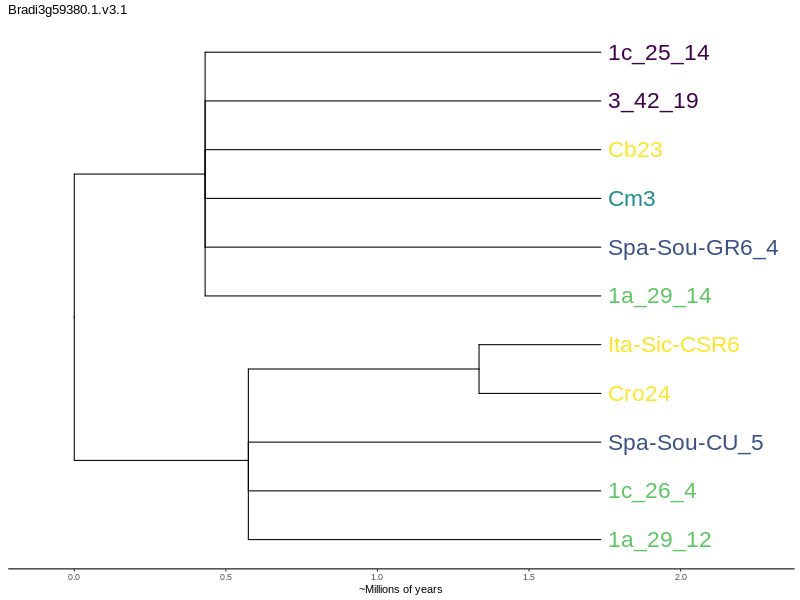 Bradi3g59380.1.v3.1
1c_25_14
3_42_19
Cb23
Cm3
Spa-Sou-GR6_4
1a_29_14
Ita-Sic-CSR6
Cro24
Spa-Sou-CU_5
1c_26_4
1a_29_12
0.0 0.5 1.0 1.5 2.0
~Millions of years